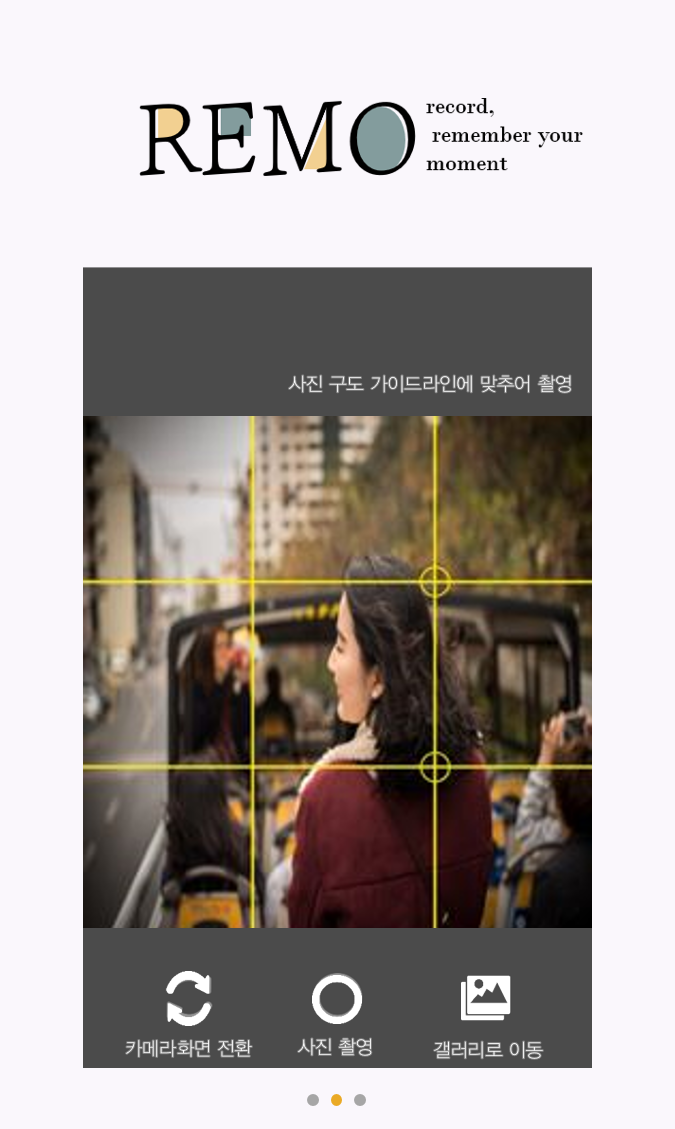 REMO
record,
remember your
moment
사진 구도 가이드라인에 맞추어 촬영
카메라화면 전환
사진 촬영
갤러리로 이동